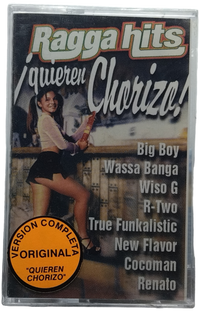 Ragga hits
¡quieren
Chorizo!
Big Boy
Wassa Banga
Wiso G
R-Two
True Funkalistic
New Flavor
Cocoman
Renato
VERSION COMPLETA
ORIGINAL
"QUIEREN
CHORIZO"